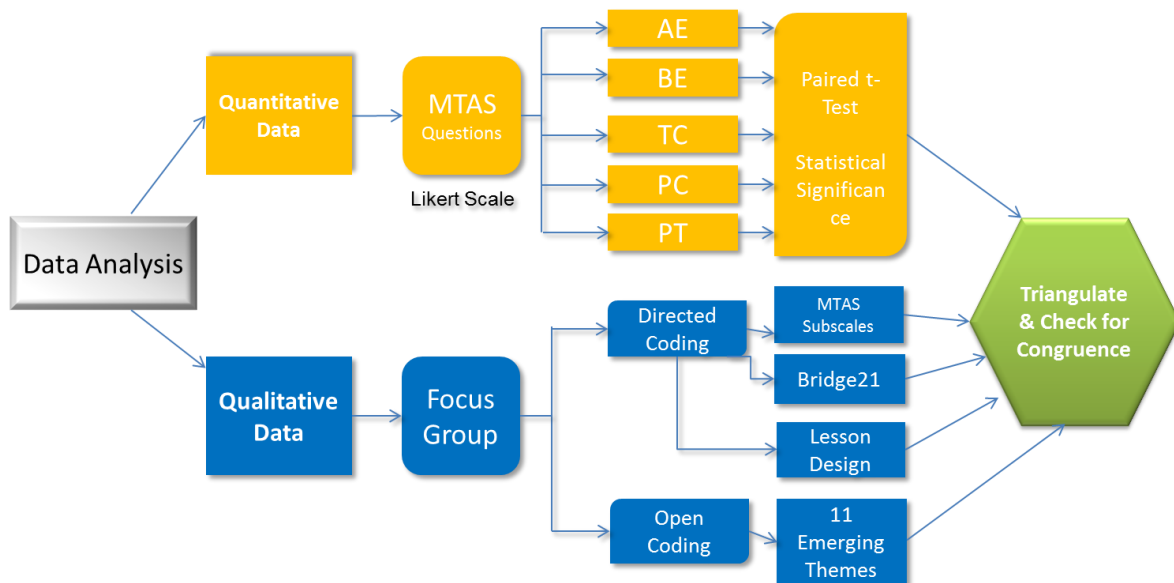 Data Analysis
Quantitative
Data
MTAS
Questions
Likert Scale
AE
BE
TC
PC
PT
Paired t-
Test
Statistical
Significan
ce
Qualitative
Data
Focus
Group
Directed
Coding
MTAS
Subscales
Bridge21
Lesson
Design
Open
Coding
11
Emerging
Themes
Triangulate
& Check for
Congruence